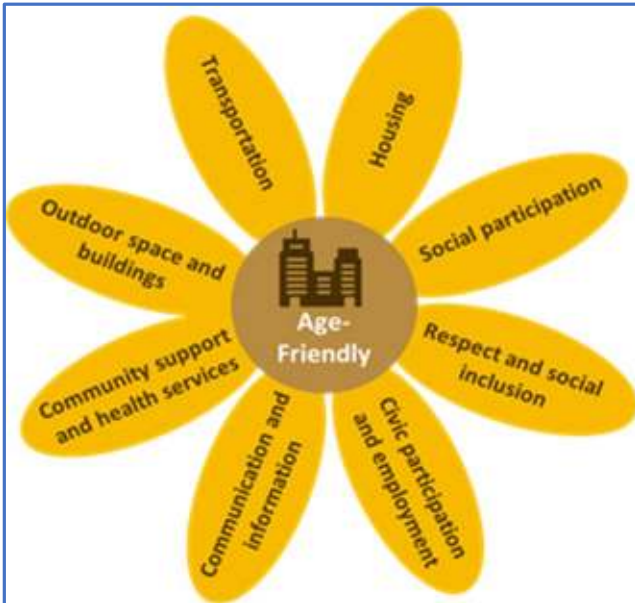 Transportation
Housing
Social participation
Respect and social
inclusion
Civic participation
and employment
Communication and
information
Community support
and health services
Outdoor space and
buildings
Age-
Friendly